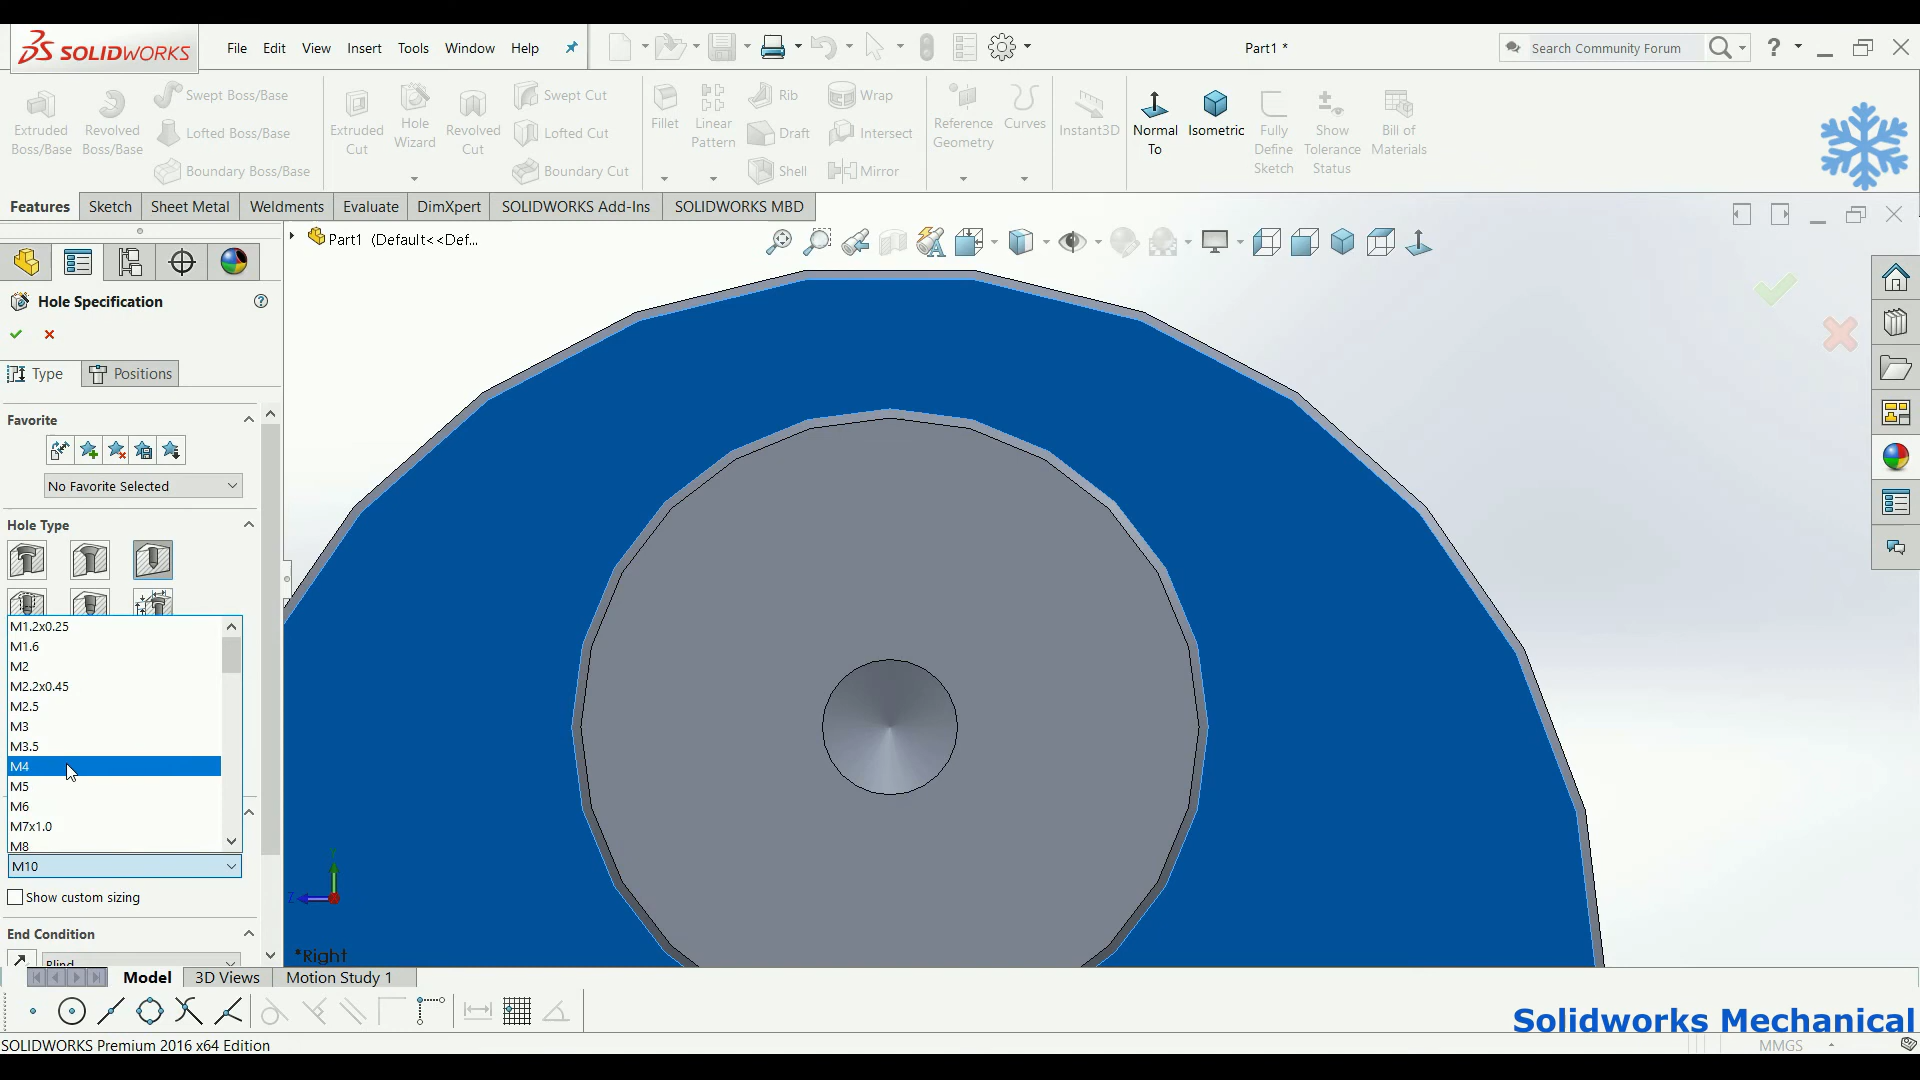 SOLIDWORKS
File Edit View Insert Tools Window Help
Part1 *
Search Community Forum
Extruded Boss/Base
Revolved Boss/Base
Swept Boss/Base
Lofted Boss/Base
Boundary Boss/Base
Extruded Cut
Hole Wizard
Revolved Cut
Swept Cut
Lofted Cut
Boundary Cut
Fillet
Linear Pattern
Rib
Draft
Shell
Wrap
Intersect
Mirror
Reference Geometry
Curves
Instant3D
Normal To
Isometric
Fully Define Sketch
Show Tolerance Status
Bill of Materials
Features Sketch Sheet Metal Weldments Evaluate DimXpert SOLIDWORKS Add-Ins SOLIDWORKS MBD
Part1 (Default<<Def...
Hole Specification
Type Positions
Favorite
No Favorite Selected
Hole Type
M1.2x0.25
M1.6
M2
M2.2x0.45
M2.5
M3
M3.5
M4
M5
M6
M7x1.0
M8
M10
Show custom sizing
End Condition
Blind
Y
Z
*Right
Model 3D Views Motion Study 1
Solidworks Mechanical
SOLIDWORKS Premium 2016 x64 Edition
MMGS